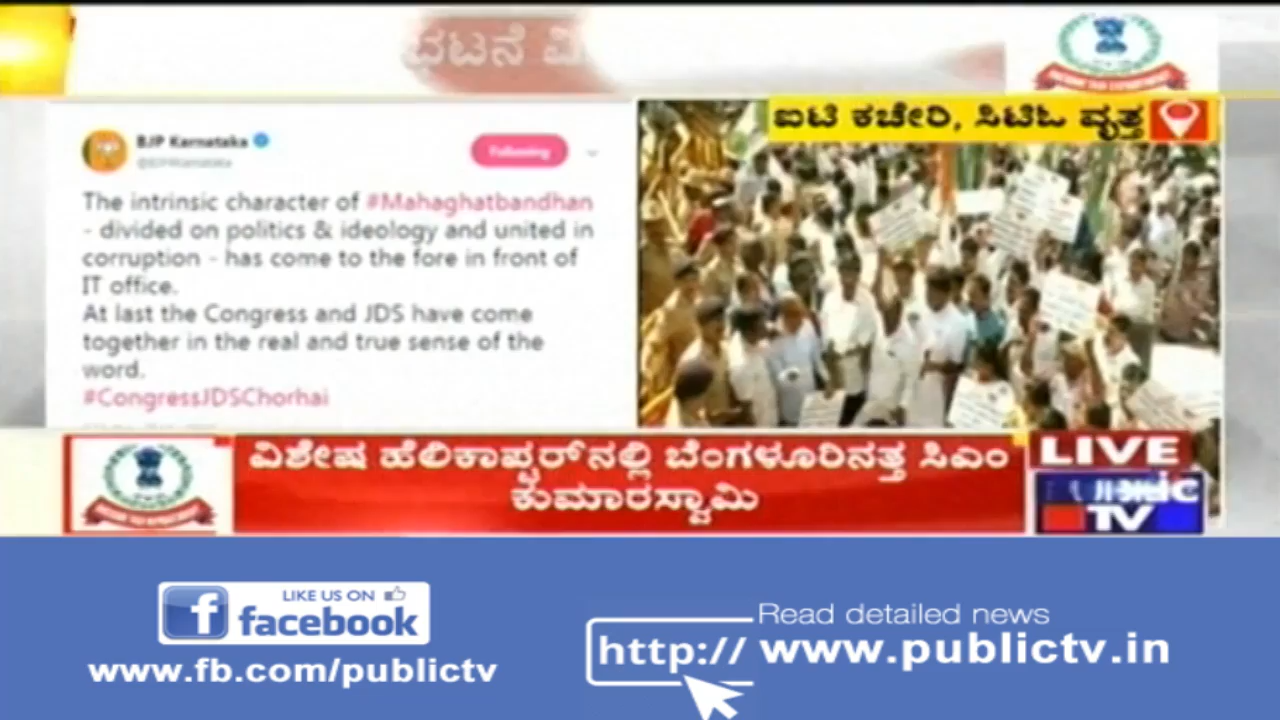 ಘಟನೆ ವಿ
ಐಟಿ ಕಚೇರಿ, ಸಿಟಿಓ ವೃತ್ತ
BJP Karnataka
@BJPKarnataka
Following
The intrinsic character of #Mahaghatbandhan
- divided on politics & ideology and united in
corruption - has come to the fore in front of
IT office.
At last the Congress and JDS have come
together in the real and true sense of the
word.
#CongressJDSChorhai
ವಿಶೇಷ ಹೆಲಿಕಾಪ್ಟರ್‌ನಲ್ಲಿ ಬೆಂಗಳೂರಿನತ್ತ ಸಿಎಂ
ಕುಮಾರಸ್ವಾಮಿ
LIVE
TV
LIKE US ON
facebook
www.fb.com/publictv
Read detailed news
http:// www.publictv.in